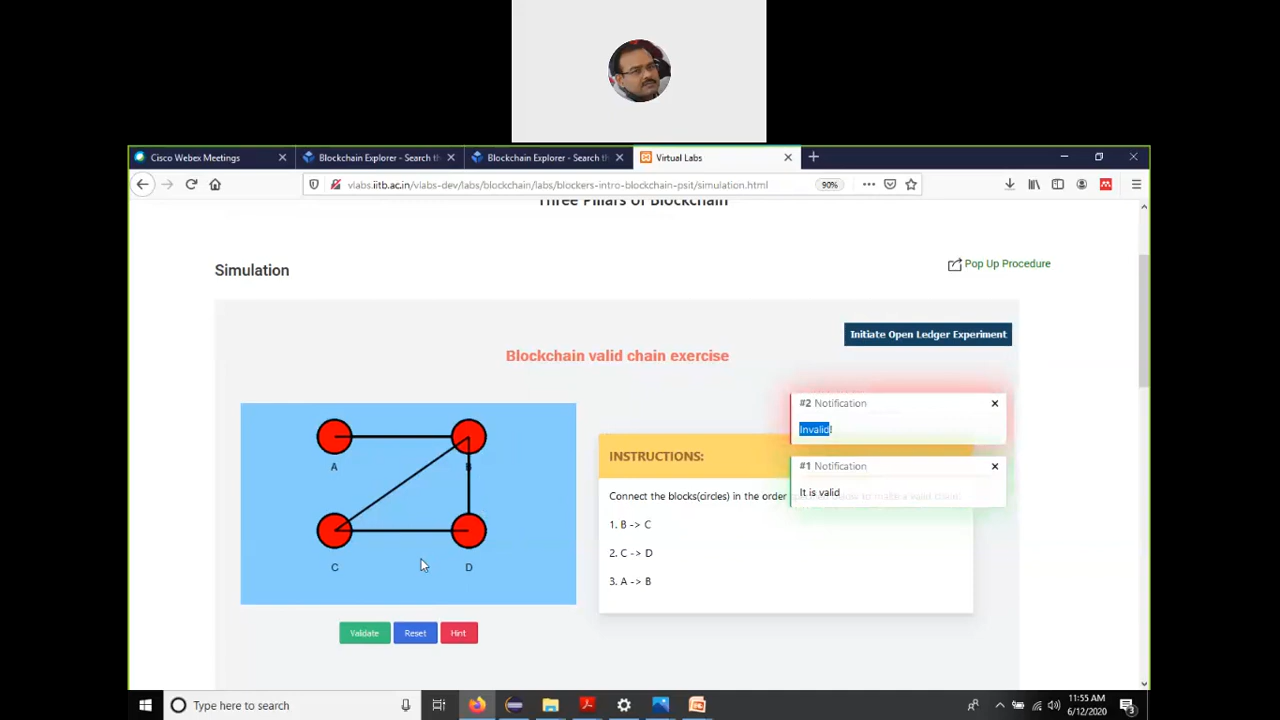 Cisco Webex Meetings
Blockchain Explorer - Search th
Blockchain Explorer - Search th
Virtual Labs
vlabs.iitb.ac.in/vlabs-dev/labs/blockchain/labs/blockers-intro-blockchain-psit/simulation.html
90%
Three Pillars of Blockchain
Simulation
Pop Up Procedure
Initiate Open Ledger Experiment
Blockchain valid chain exercise
#2 Notification
Invalid!
#1 Notification
It is valid
A
B
C
D
INSTRUCTIONS:
Connect the blocks(circles) in the order
1. B -> C
2. C -> D
3. A -> B
Validate
Reset
Hint
Type here to search
11:55 AM
6/12/2020
3